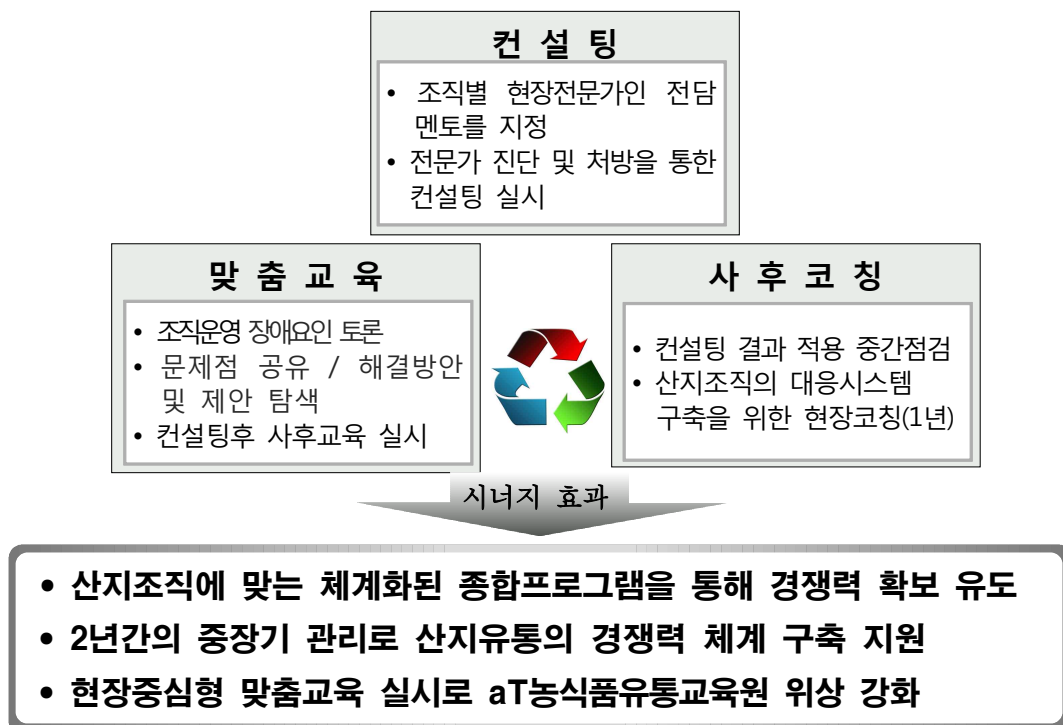 컨 설 팅
• 조직별 현장전문가인 전담
멘토를 지정
• 전문가 진단 및 처방을 통한
컨설팅 실시
맞 춤 교 육
• 조직운영 장애요인 토론
• 문제점 공유 / 해결방안
및 제안 탐색
• 컨설팅후 사후교육 실시
사 후 코 칭
• 컨설팅 결과 적용 중간점검
• 산지조직의 대응시스템
구축을 위한 현장코칭(1년)
시너지 효과
• 산지조직에 맞는 체계화된 종합프로그램을 통해 경쟁력 확보 유도
• 2년간의 중장기 관리로 산지유통의 경쟁력 체계 구축 지원
• 현장중심형 맞춤교육 실시로 aT농식품유통교육원 위상 강화